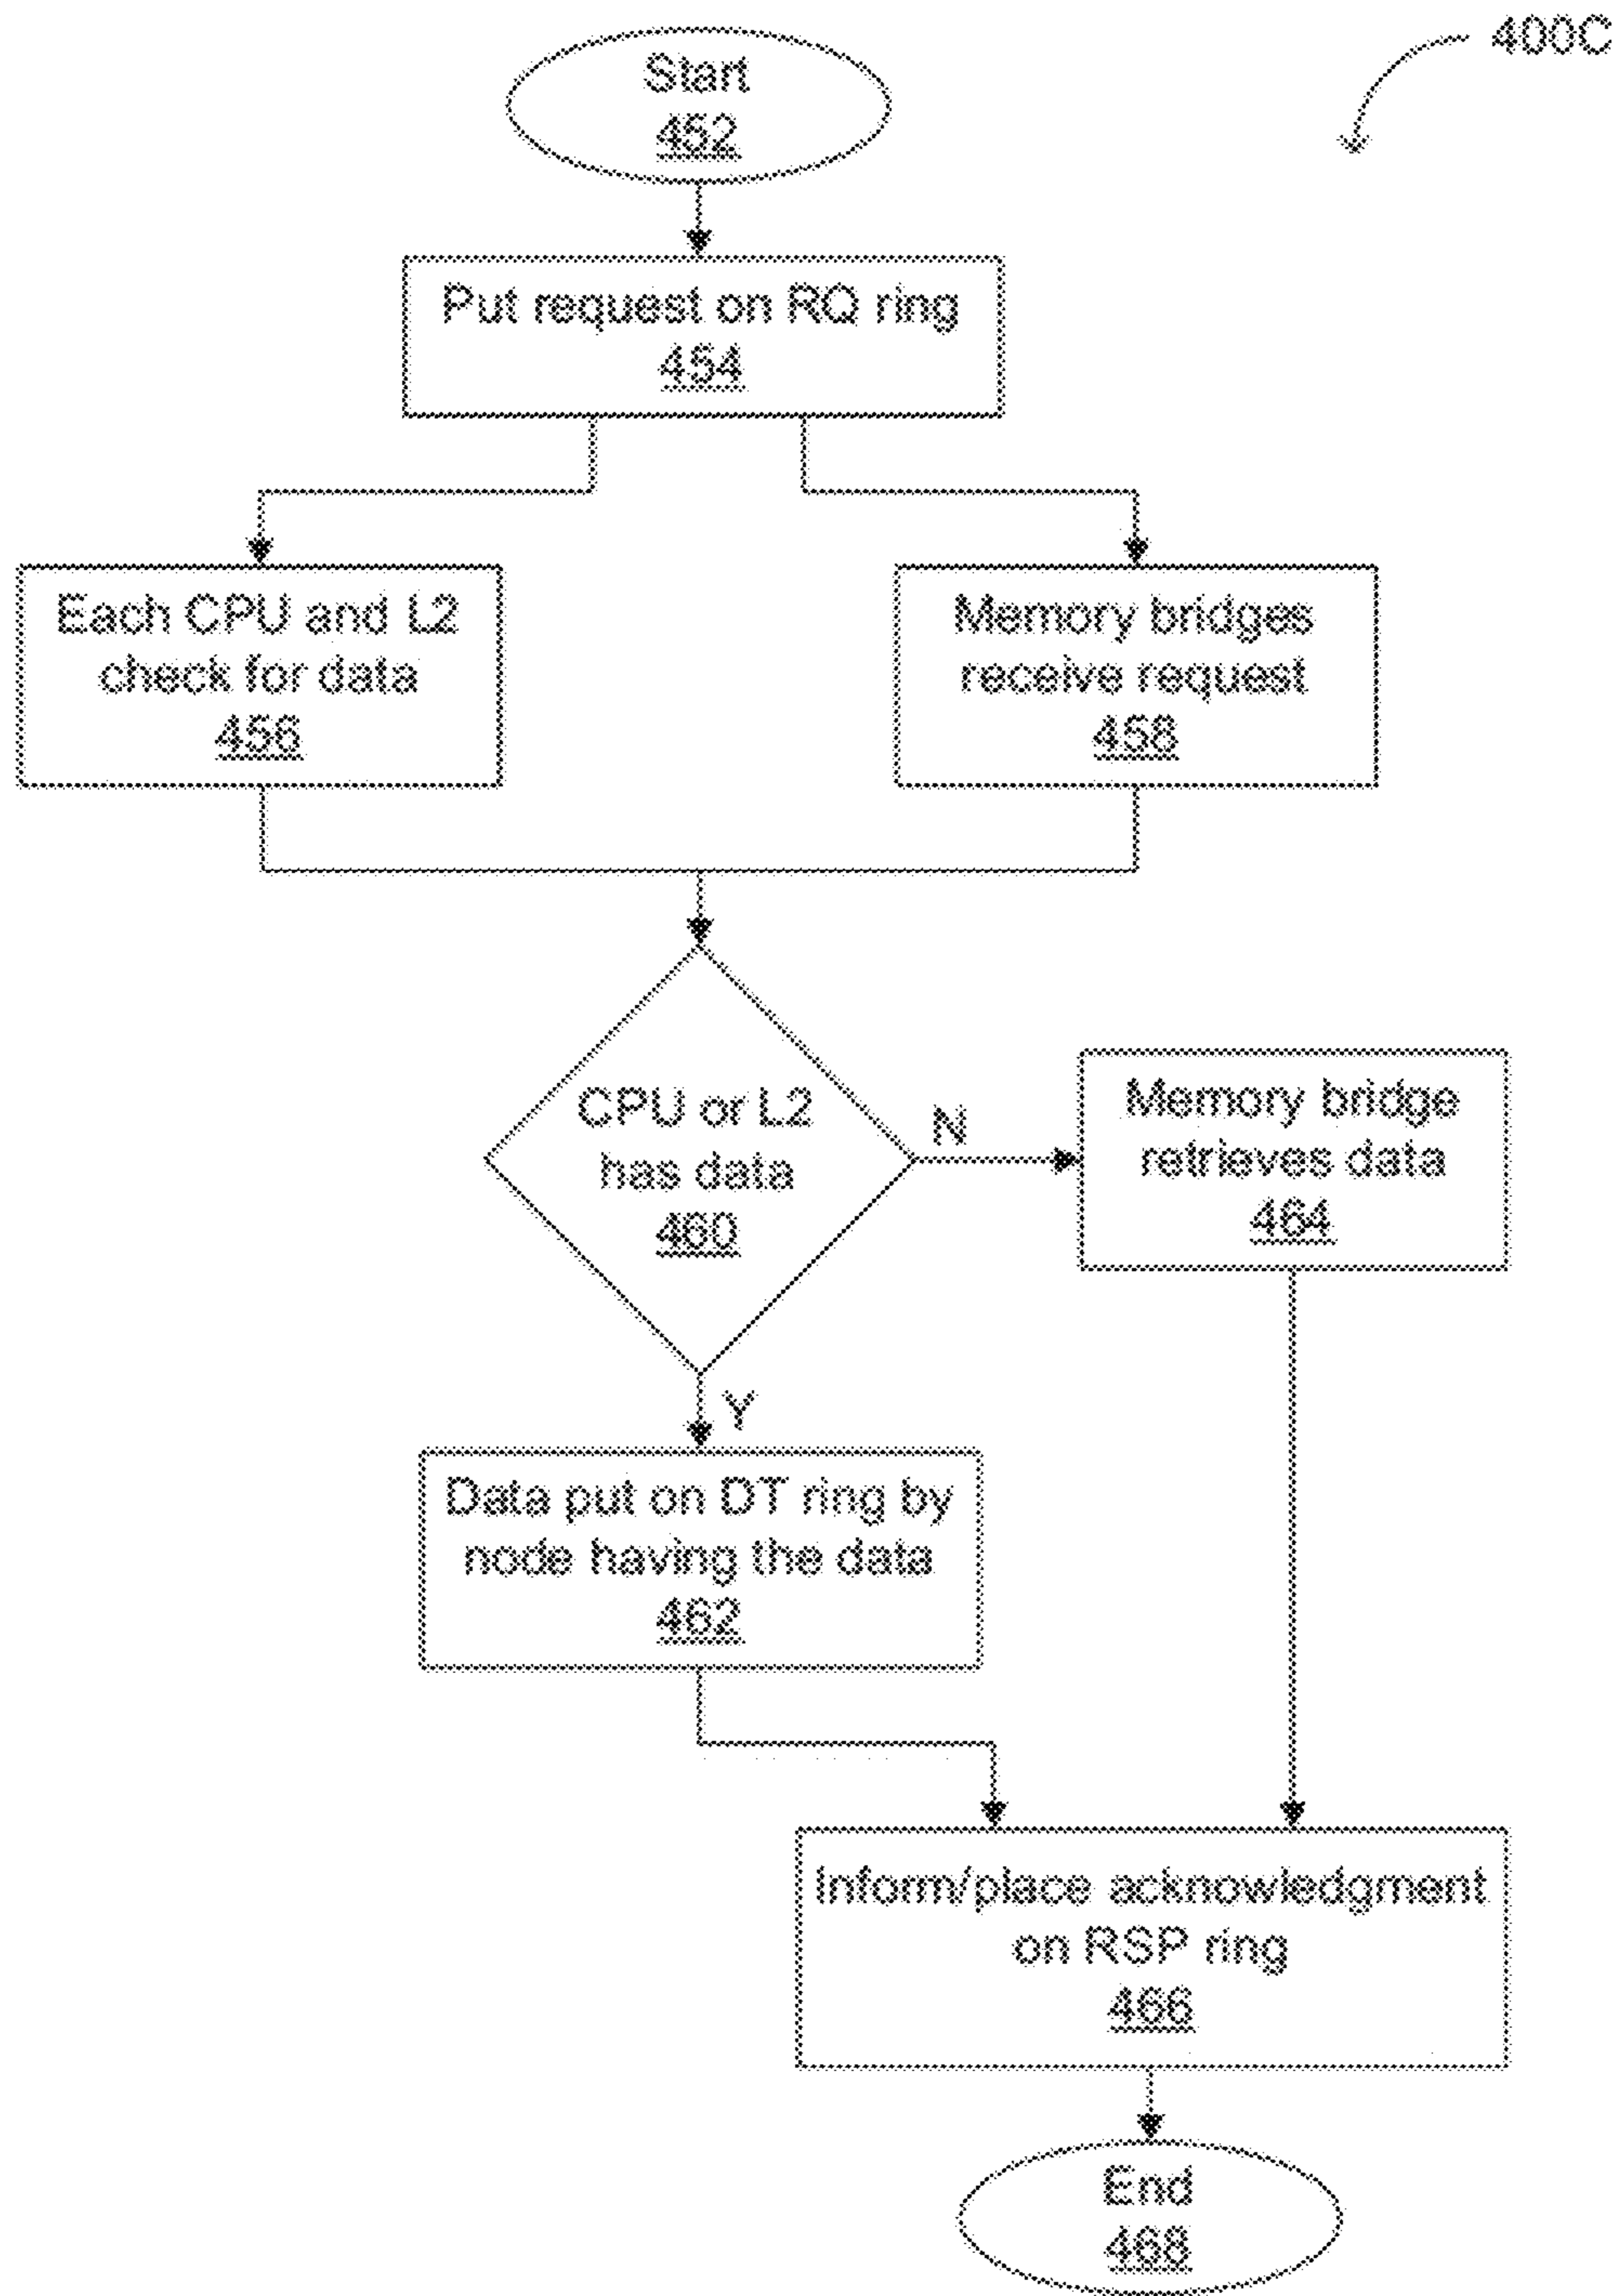 400C
Start
452
Put request on RQ ring
454
Each CPU and L2
check for data
456
Memory bridges
receive request
458
CPU or L2
has data
460
N
Memory bridge
retrieves data
464
Y
Data put on DT ring by
node having the data
462
Inform/place acknowledgment
on RSP ring
466
End
468